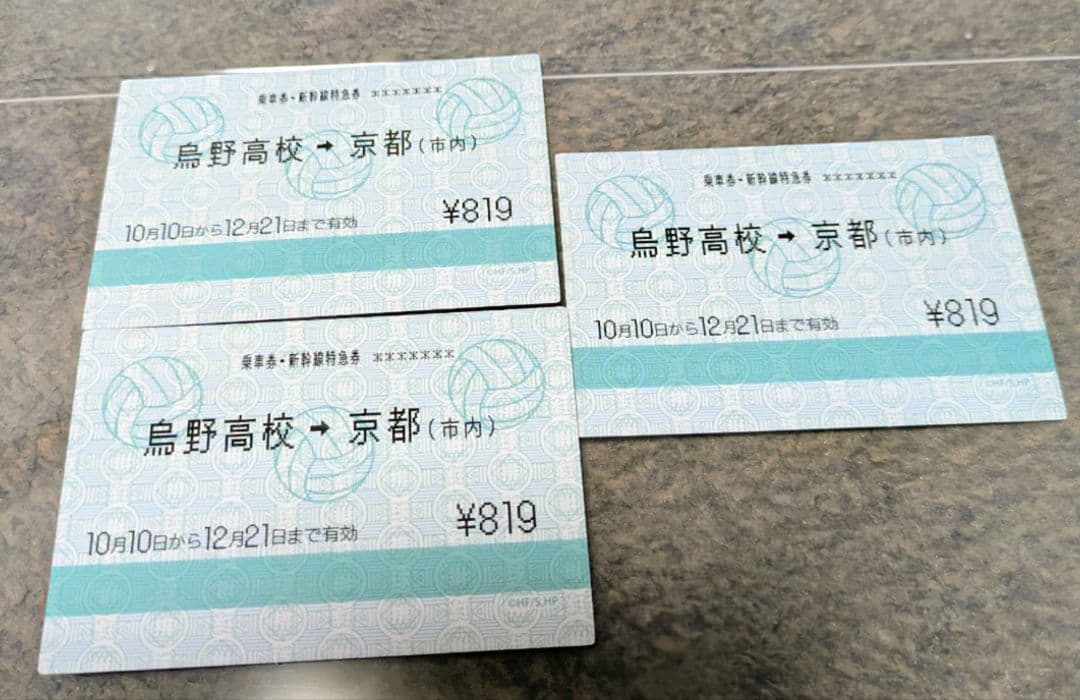 乗車券・新幹線特急券 *******
烏野高校 → 京都 (市内)
¥819
10月10日から12月21日まで有効
©HF/S,HP
乗車券・新幹線特急券 *******
烏野高校 → 京都 (市内)
¥819
10月10日から12月21日まで有効
©HF/S,HP
乗車券・新幹線特急券 *******
烏野高校 → 京都 (市内)
¥819
10月10日から12月21日まで有効
©HF/S,HP